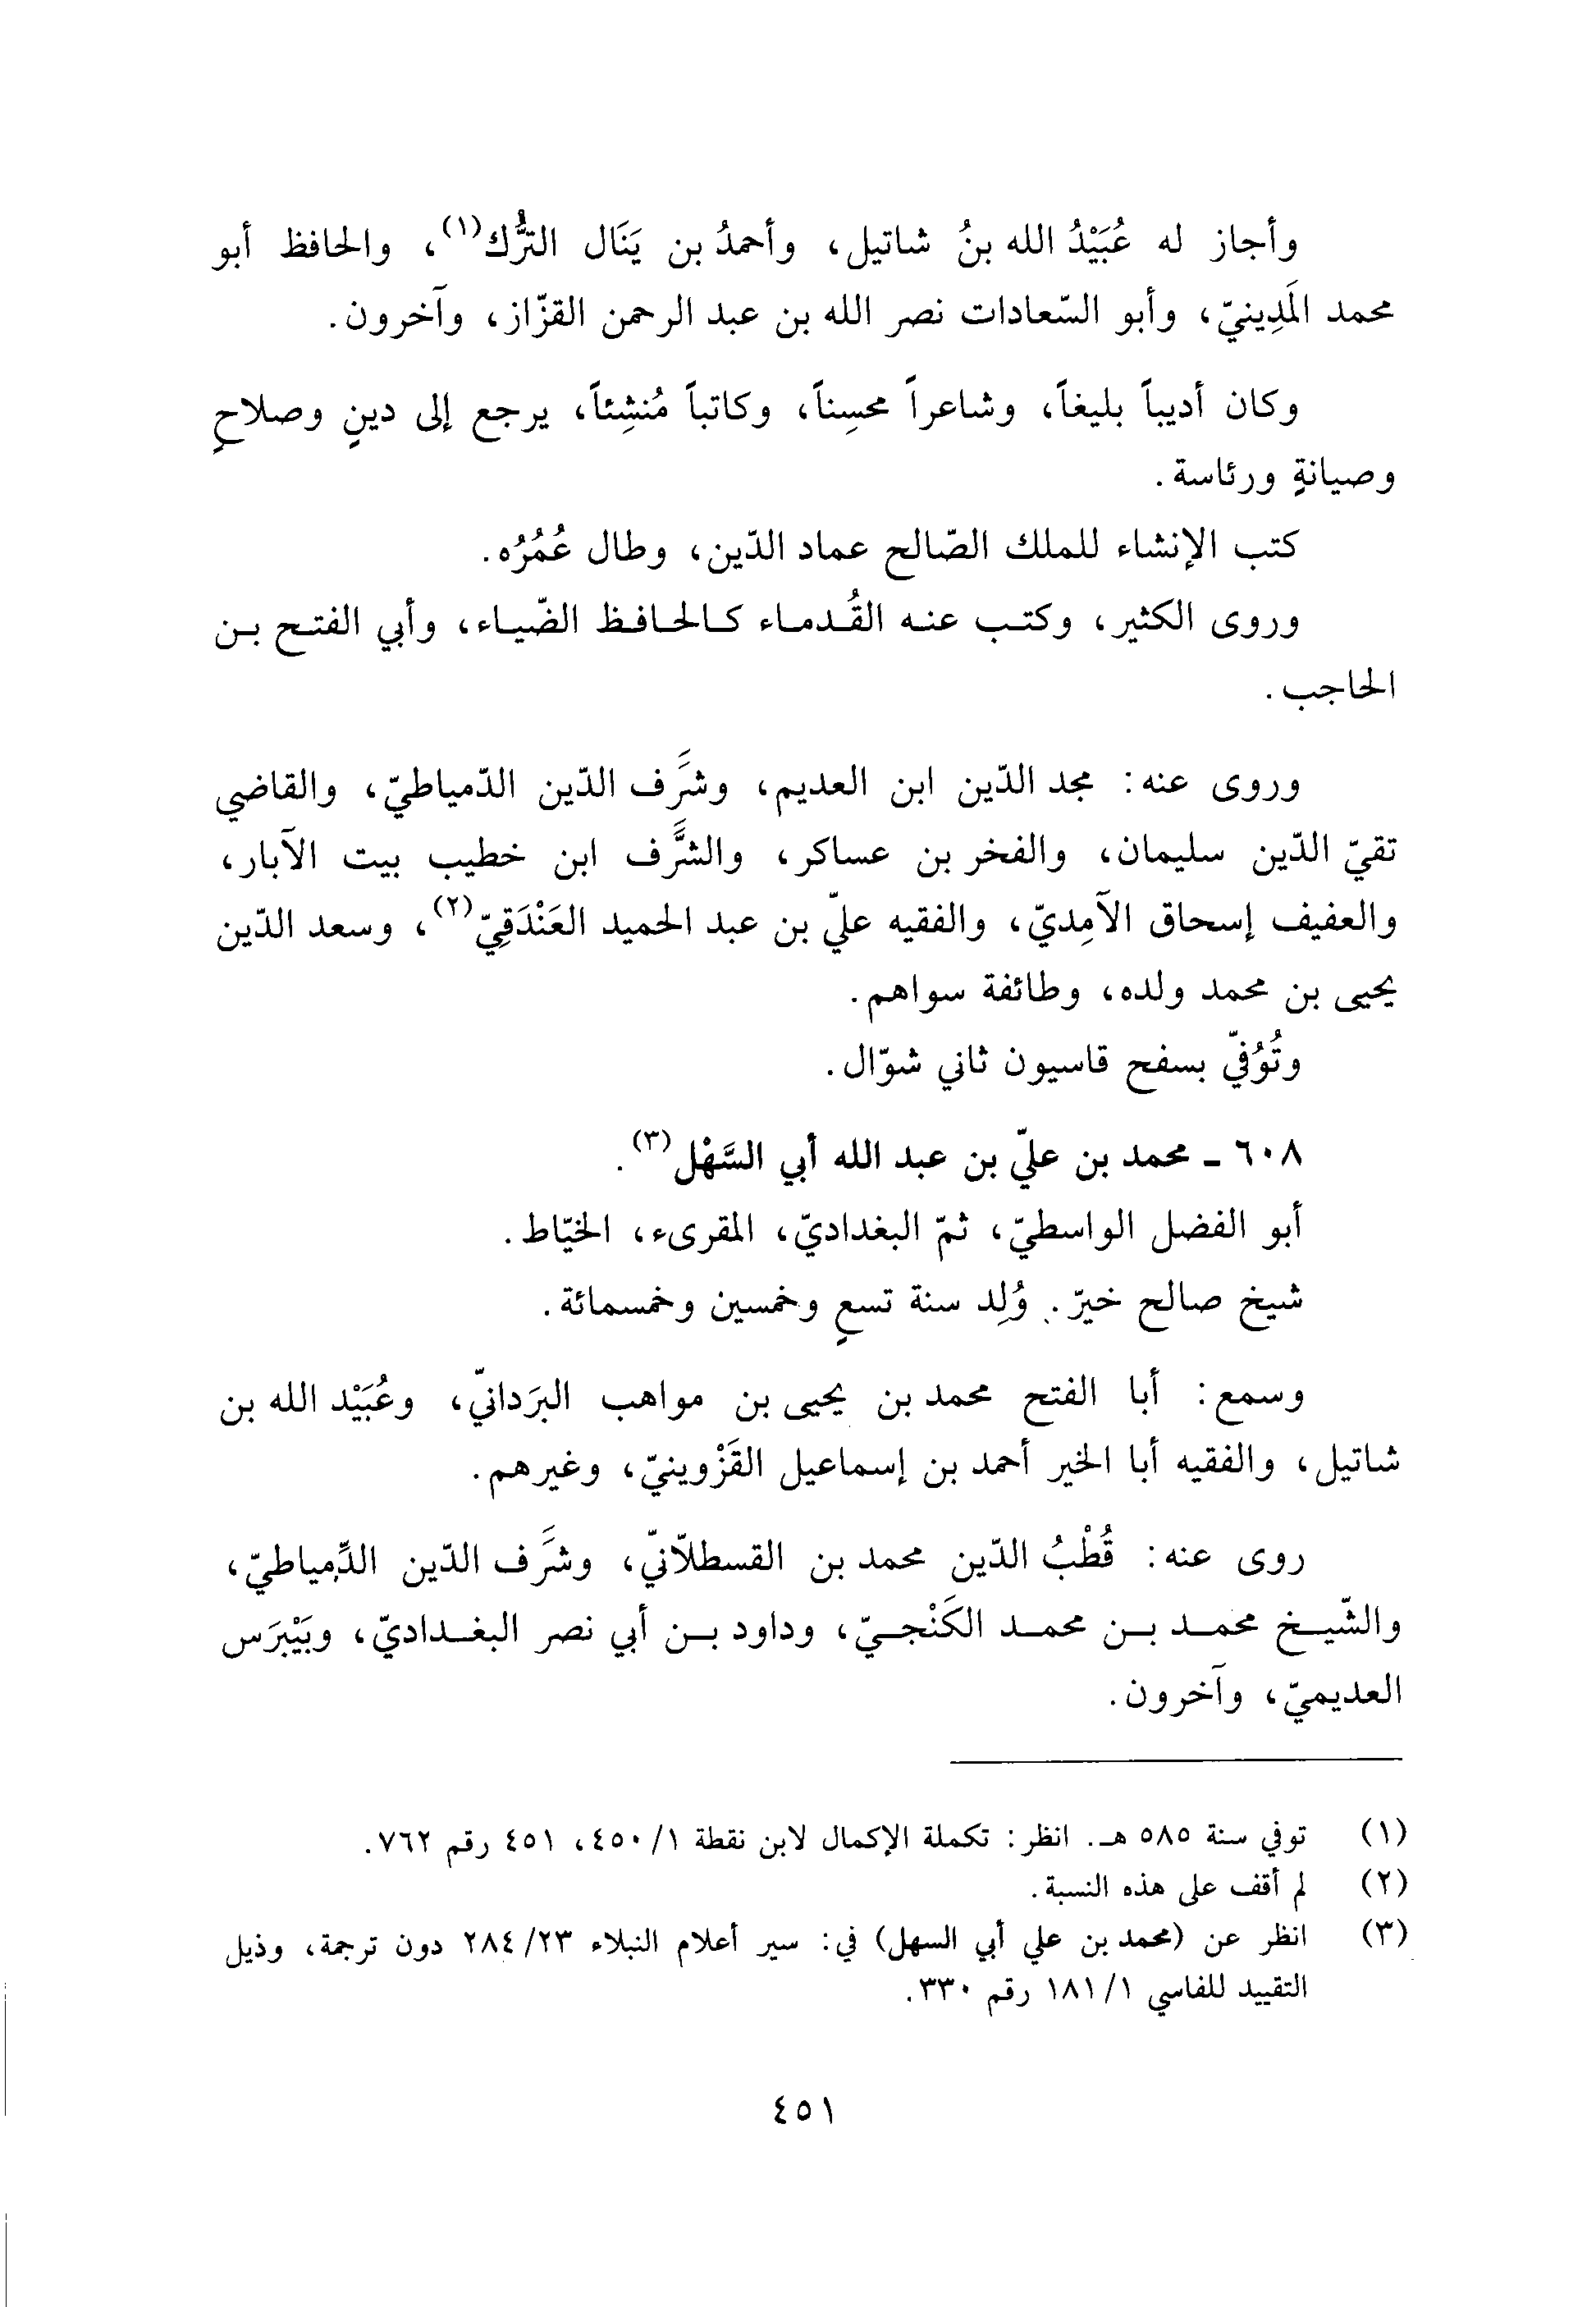 وأجاز له عُبَيْدُ الله بنُ شاتيل، وأحمدُ بن يَنَال التُّرْك(١)، والحافظ أبو
محمد المَدِينيّ، وأبو السّعادات نصر الله بن عبد الرحمن القزّاز، وآخرون.
وكان أديباً بليغاً، وشاعراً محسِناً، وكاتباً مُنشِئاً، يرجع إلى دينٍ وصلاحٍ
وصيانةٍ ورئاسة.
كتب الإنشاء للملك الصّالح عماد الدّين، وطال عُمُرُه.
وروى الكثير، وكتب عنه القُدماء كالحافظ الضّياء، وأبي الفتح بن
الحاجب.
وروى عنه: مجد الدّين ابن العديم، وشَرَف الدّين الدّمياطيّ، والقاضي
تقيّ الدّين سليمان، والفخر بن عساكر، والشَّرَف ابن خطيب بيت الآبار،
والعفيف إسحاق الآمِديّ، والفقيه عليّ بن عبد الحميد العَنْدَقِيّ(٢)، وسعد الدّين
يحيى بن محمد ولده، وطائفة سواهم.
وتُوُفيّ بسفح قاسيون ثاني شوّال.
٦٠٨ ـ محمد بن عليّ بن عبد الله أبي السَّهْل(٣).
أبو الفضل الواسطيّ، ثمّ البغداديّ، المقرىء، الخيّاط.
شيخ صالح خيرّ. وُلِد سنة تسعٍ وخمسين وخمسمائة.
وسمع: أبا الفتح محمد بن يحيى بن مواهب البرَدانيّ، وعُبَيْد الله بن
شاتيل، والفقيه أبا الخير أحمد بن إسماعيل القَزْوينيّ، وغيرهم.
روى عنه: قُطْبُ الدّين محمد بن القسطلاّنيّ، وشَرَف الدّين الدِّمياطيّ،
والشّيخ محمد بن محمد الكَنْجيّ، وداود بن أبي نصر البغداديّ، وبَيْبرَس
العديميّ، وآخرون.
(١) توفي سنة ٥٨٥ هـ. انظر: تكملة الإكمال لابن نقطة ١/ ٤٥٠، ٤٥١ رقم ٧٦٢.
(٢) لم أقف على هذه النسبة.
(٣) انظر عن (محمد بن علي أبي السهل) في: سير أعلام النبلاء ٢٣/ ٢٨٤ دون ترجمة، وذيل
التقييد للفاسي ١/ ١٨١ رقم ٣٣٠.
٤٥١